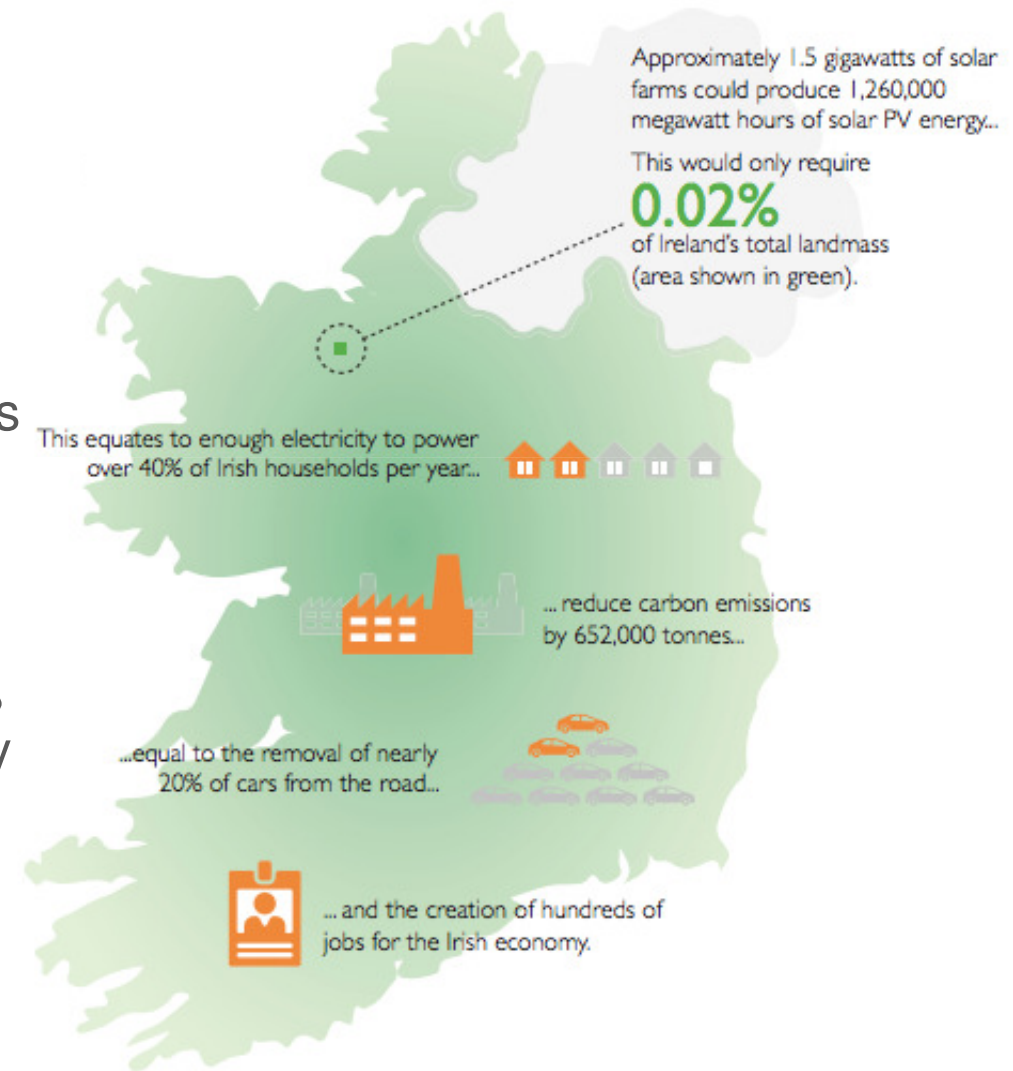 Approximately 1.5 gigawatts of solar
farms could produce 1,260,000
megawatt hours of solar PV energy...
This would only require
0.02%
of Ireland's total landmass
(area shown in green).
s
This equates to enough electricity to power
over 40% of Irish households per year...
... reduce carbon emissions
by 652,000 tonnes...
y
...equal to the removal of nearly
20% of cars from the road...
... and the creation of hundreds of
jobs for the Irish economy.